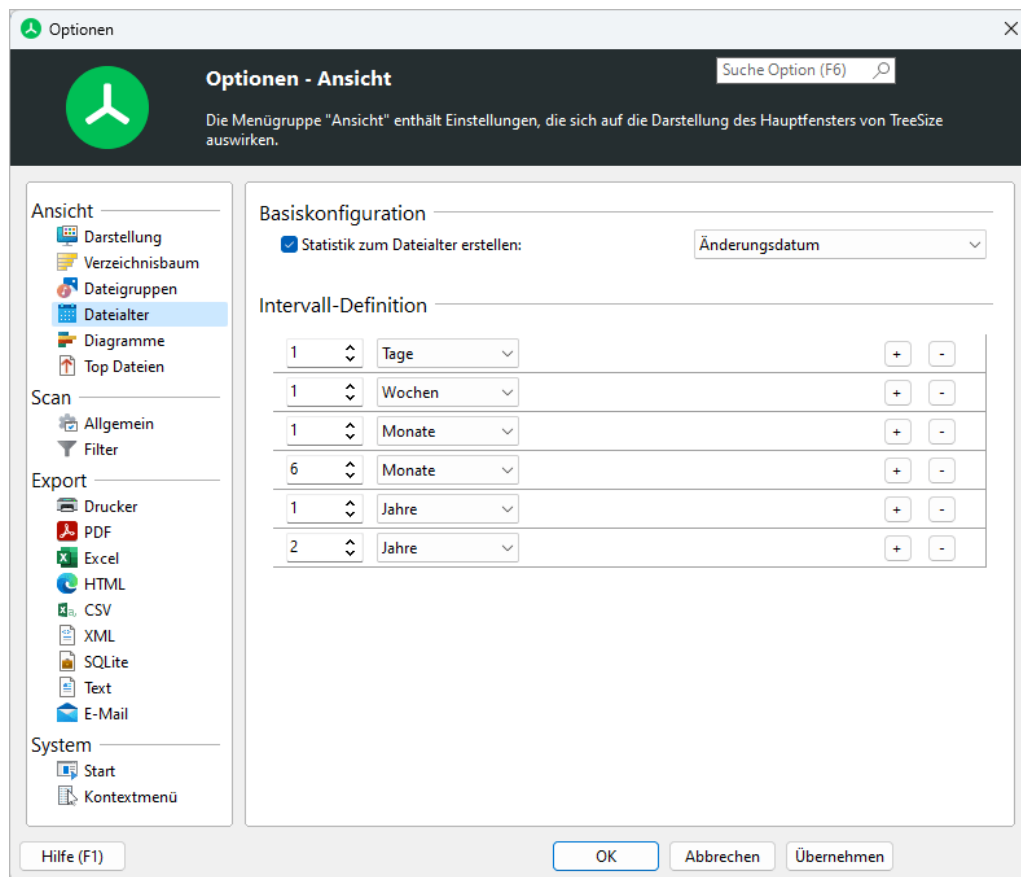 Optionen
Optionen - Ansicht
Suche Option (F6)
Die Menügruppe "Ansicht" enthält Einstellungen, die sich auf die Darstellung des Hauptfensters von TreeSize
auswirken.
Ansicht
Darstellung
Verzeichnisbaum
Dateigruppen
Dateialter
Diagramme
Top Dateien
Scan
Allgemein
Filter
Export
Drucker
PDF
Excel
HTML
CSV
XML
SQLite
Text
E-Mail
System
Start
Kontextmenü
Basiskonfiguration
Statistik zum Dateialter erstellen: Änderungsdatum
Intervall-Definition
1 Tage + -
1 Wochen + -
1 Monate + -
6 Monate + -
1 Jahre + -
2 Jahre + -
Hilfe (F1) OK Abbrechen Übernehmen